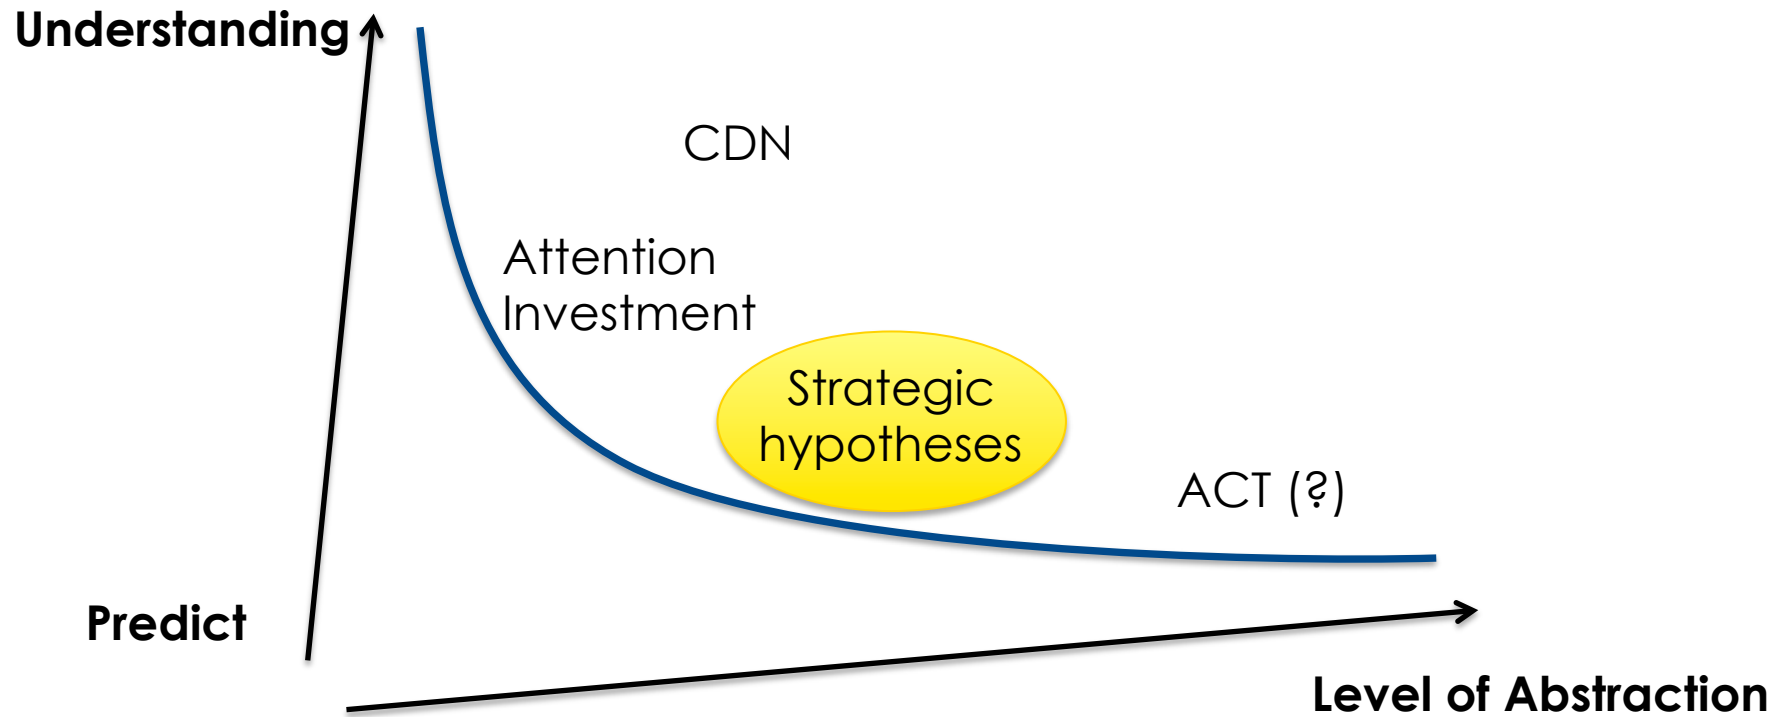 Understanding
CDN
Attention
Investment
Strategic
hypotheses
ACT (?)
Predict
Level of Abstraction